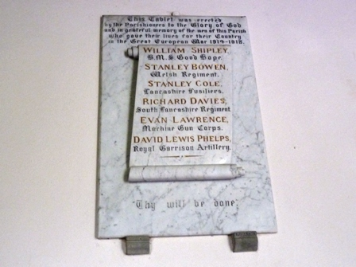 This Tablet was erected
by the Parishioners to the Glory of God
and in grateful memory of the men of this Parish
who gave their lives for their Country
in the Great European War 1914-1919.
WILLIAM SHIPLEY,
H.M.S. Good Hope.
STANLEY BOWEN,
Welsh Regiment.
STANLEY COLE,
Lancashire Fusiliers.
RICHARD DAVIES,
South Lancashire Regiment
EVAN LAWRENCE,
Machine Gun Corps.
DAVID LEWIS PHELPS,
Royal Garrison Artillery.
Thy will be done.